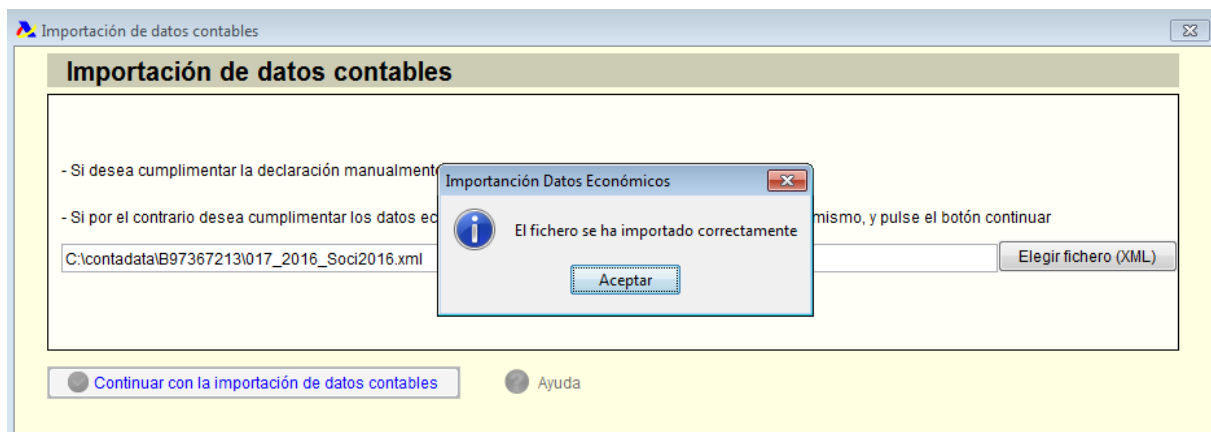 Importación de datos contables
Importación de datos contables
- Si desea cumplimentar la declaración manualmente
Importanción Datos Económicos
- Si por el contrario desea cumplimentar los datos ec
mismo, y pulse el botón continuar
El fichero se ha importado correctamente
C:\contadata\B97367213\017_2016_Soci2016.xml
Elegir fichero (XML)
Aceptar
Continuar con la importación de datos contables
Ayuda